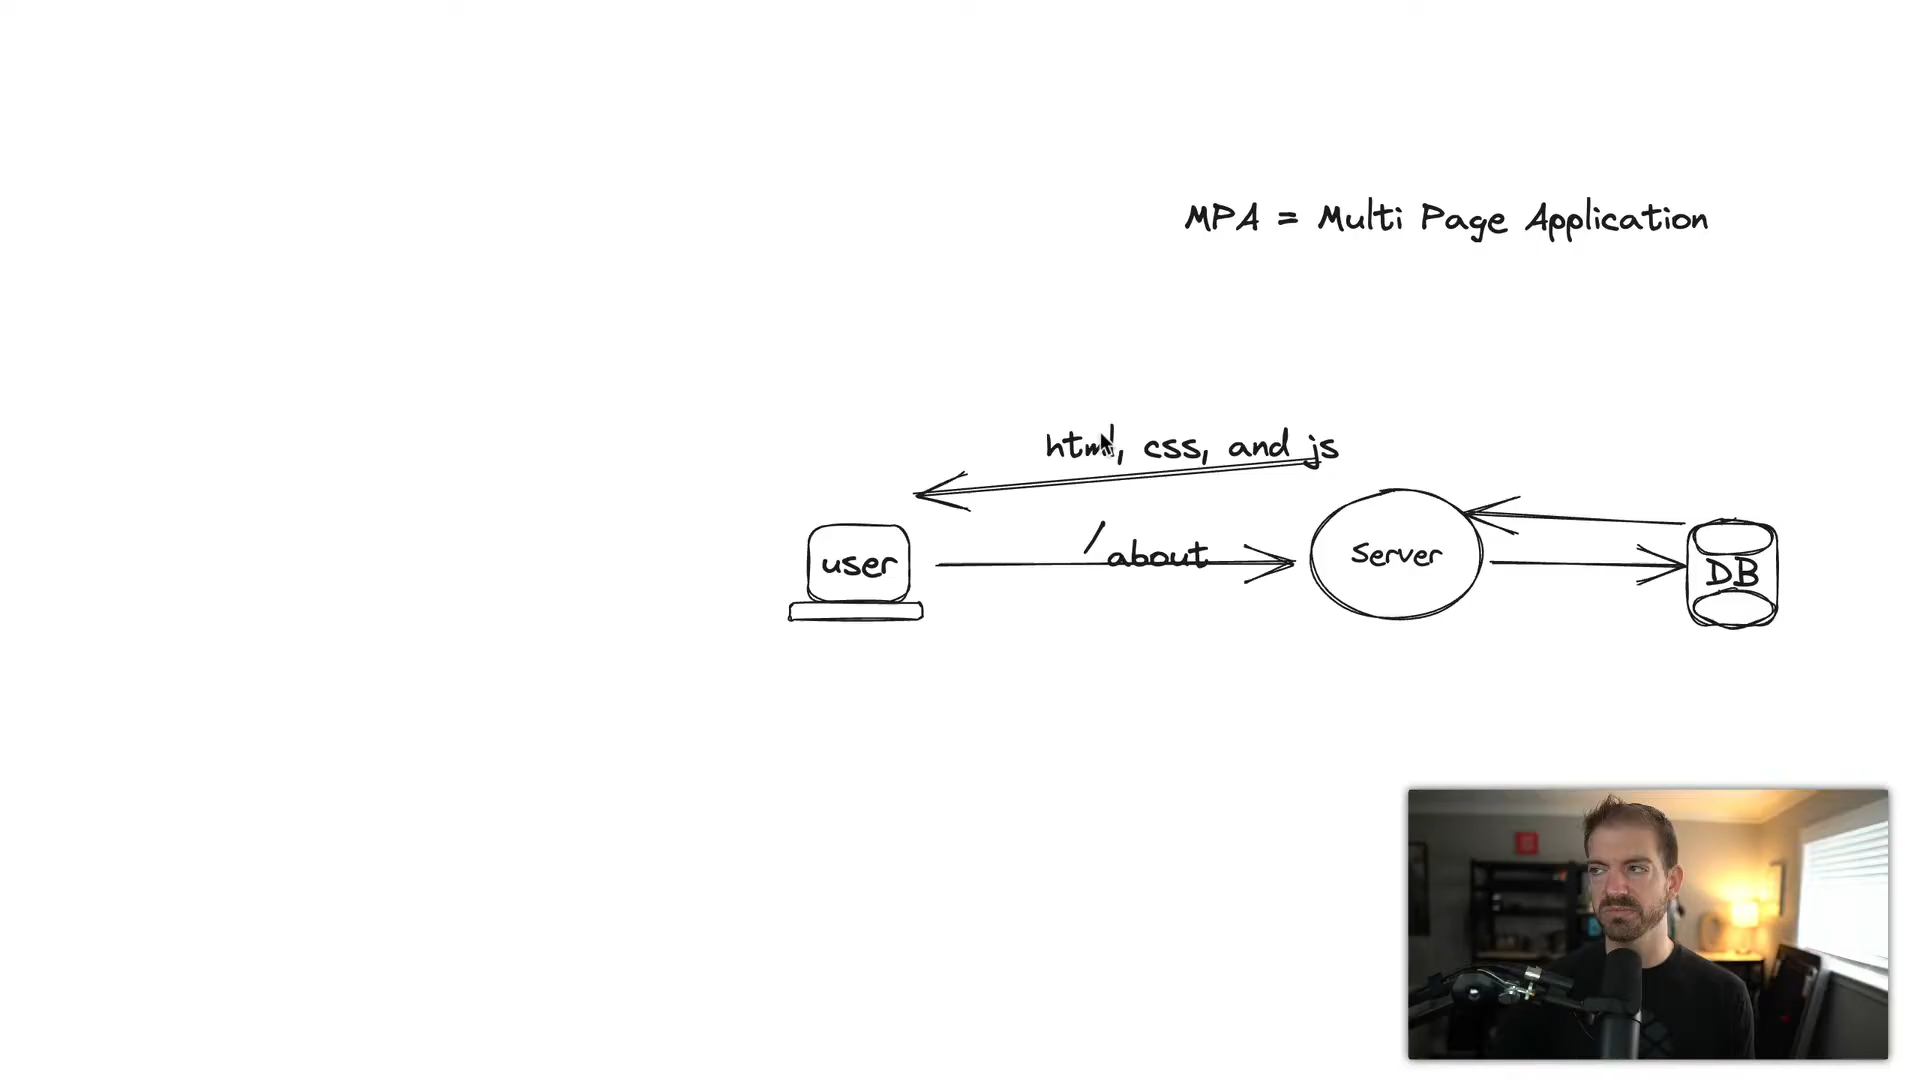 MPA = Multi Page Application
html, css, and js
/about
user
Server
DB